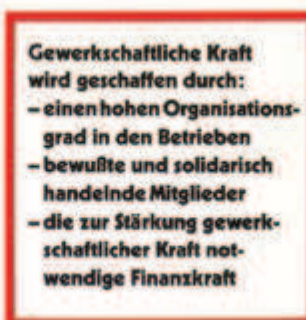 Gewerkschaftliche Kraft
wird geschaffen durch:
– einen hohen Organisations-
grad in den Betrieben
– bewußte und solidarisch
handelnde Mitglieder
– die zur Stärkung gewerk-
schaftlicher Kraft not-
wendige Finanzkraft